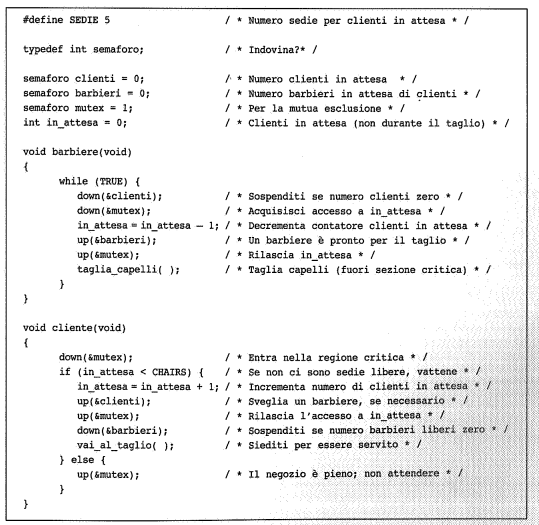 #define SEDIE 5 / * Numero sedie per clienti in attesa * /
typedef int semaforo; / * Indovina?* /
semaforo clienti = 0; / * Numero clienti in attesa * /
semaforo barbieri = 0; / * Numero barbieri in attesa di clienti * /
semaforo mutex = 1; / * Per la mutua esclusione * /
int in_attesa = 0; / * Clienti in attesa (non durante il taglio) * /
void barbiere(void)
{
while (TRUE) {
down(&clienti); / * Sospenditi se numero clienti zero * /
down(&mutex); / * Acquisisci accesso a in_attesa * /
in_attesa = in_attesa – 1; / * Decrementa contatore clienti in attesa * /
up(&barbieri); / * Un barbiere è pronto per il taglio * /
up(&mutex); / * Rilascia in_attesa * /
taglia_capelli( ); / * Taglia capelli (fuori sezione critica) * /
}
}
void cliente(void)
{
down(&mutex); / * Entra nella regione critica * /
if (in_attesa < CHAIRS) { / * Se non ci sono sedie libere, vattene * /
in_attesa = in_attesa + 1; / * Incrementa numero di clienti in attesa * /
up(&clienti); / * Sveglia un barbiere, se necessario * /
up(&mutex); / * Rilascia l'accesso a in_attesa * /
down(&barbieri); / * Sospenditi se numero barbieri liberi zero * /
vai_al_taglio( ); / * Siediti per essere servito * /
} else {
up(&mutex); / * Il negozio è pieno; non attendere * /
}
}